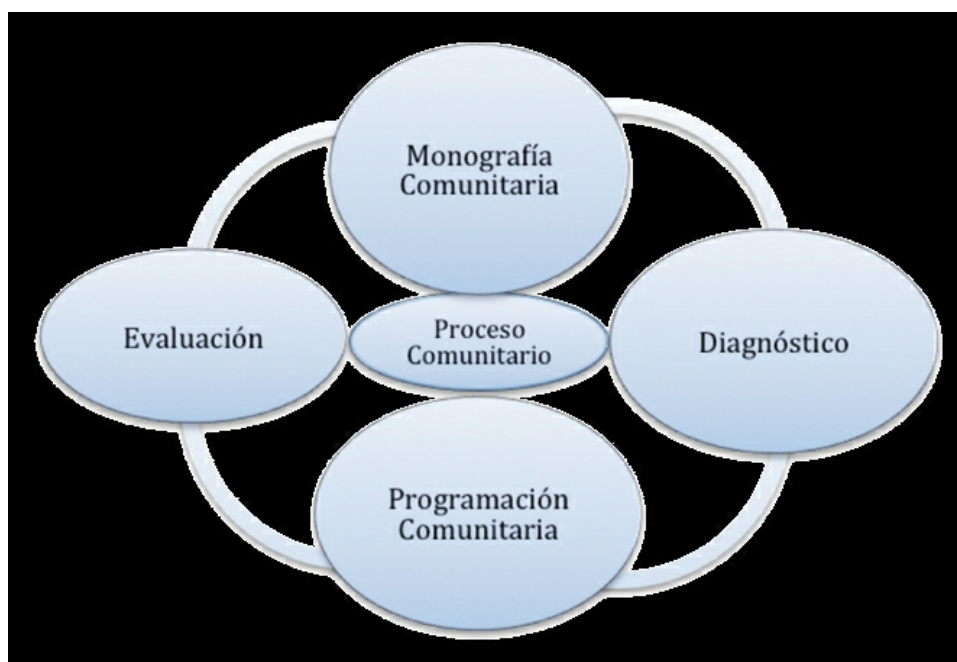 Monografía
Comunitaria
Evaluación
Proceso
Comunitario
Diagnóstico
Programación
Comunitaria